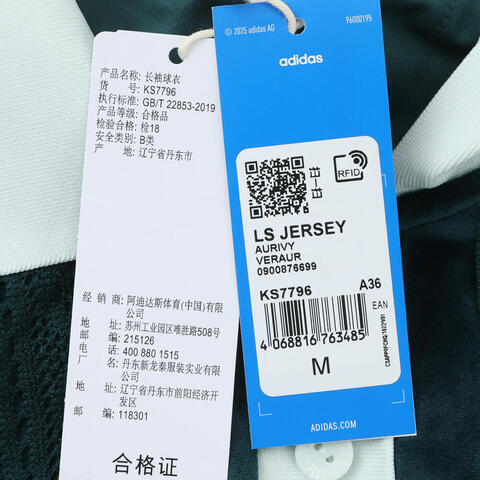 产品名称: 长袖球衣
货 号: KS7796
执行标准: GB/T 22853-2019
产品等级: 合格品
检验合格: 检18
安全类别: B类
产 地: 辽宁省丹东市
经 销 商: 阿迪达斯体育(中国)有限
公司
地 址: 苏州工业园区唯胜路508号
邮 编: 215126
电 话: 400 880 1515
厂 名: 丹东新龙泰服装实业有限
公司
地 址: 辽宁省丹东市前阳经济开
发区
邮 码: 118301
合格证
© 2025 adidas AG
96000195
adidas
RFID
LS JERSEY
AURIVY
VERAUR
0900876699
KS7796 A36
EAN
4 068816 763485
M
ADIDAS.COM